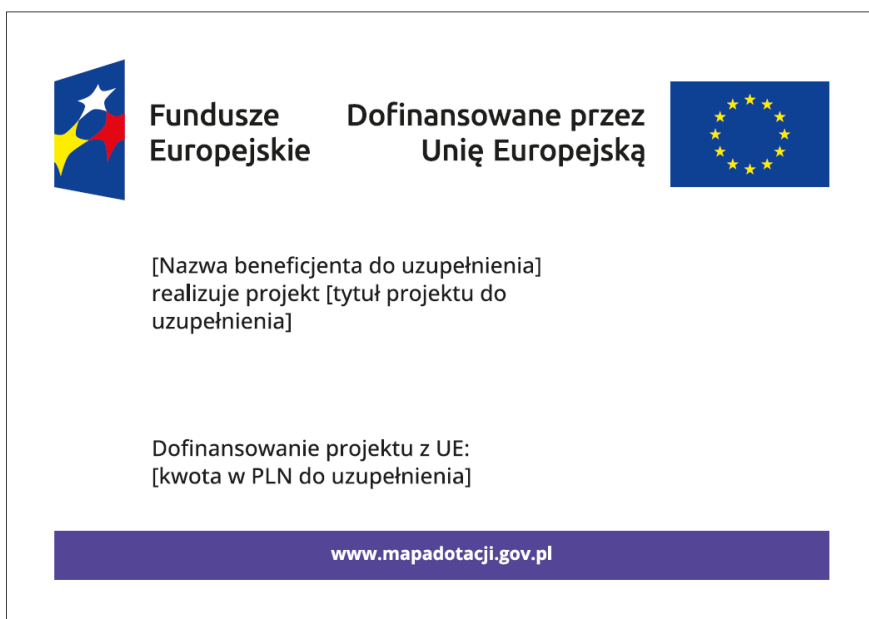 Fundusze
Europejskie
Dofinansowane przez
Unię Europejską
[Nazwa beneficjenta do uzupełnienia]
realizuje projekt [tytuł projektu do
uzupełnienia]
Dofinansowanie projektu z UE:
[kwota w PLN do uzupełnienia]
www.mapadotacji.gov.pl